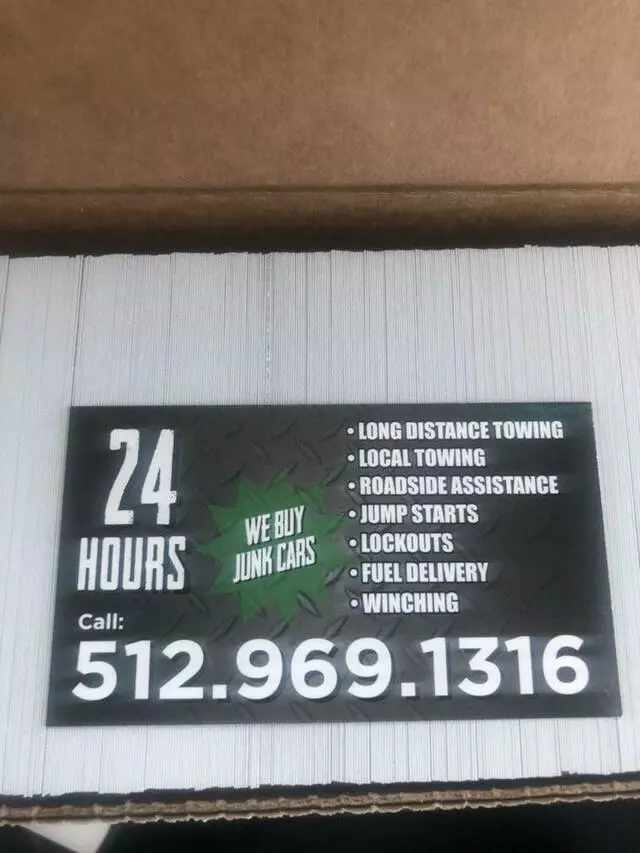 24
HOURS
WE BUY
JUNK CARS
• LONG DISTANCE TOWING
• LOCAL TOWING
• ROADSIDE ASSISTANCE
• JUMP STARTS
• LOCKOUTS
• FUEL DELIVERY
• WINCHING
Call:
512.969.1316